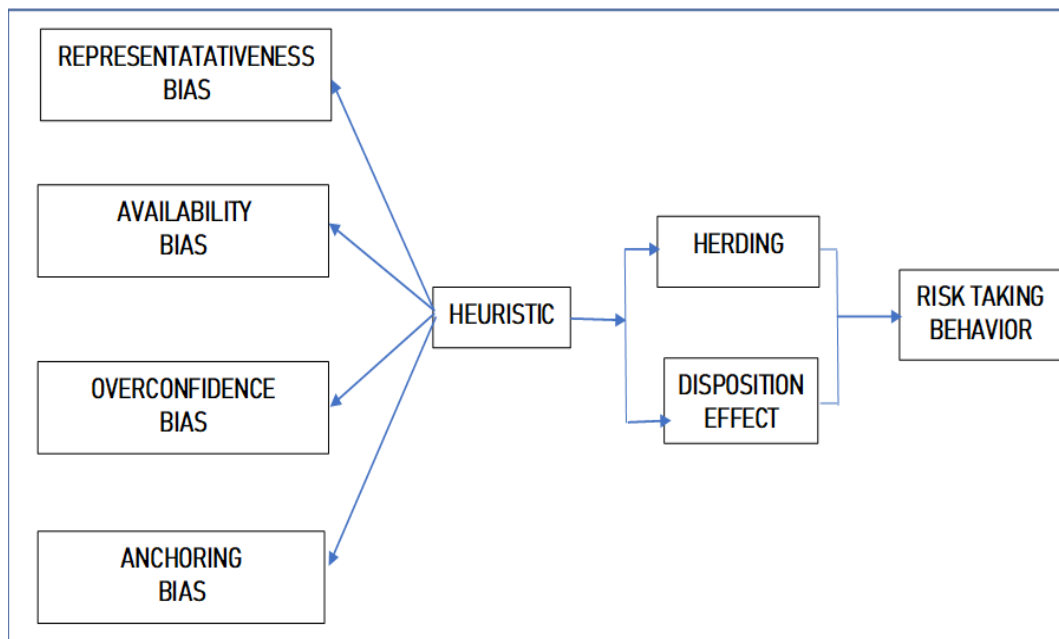 REPRESENTATATIVENESS
BIAS
AVAILABILITY
BIAS
OVERCONFIDENCE
BIAS
ANCHORING
BIAS
HEURISTIC
HERDING
DISPOSITION
EFFECT
RISK TAKING
BEHAVIOR